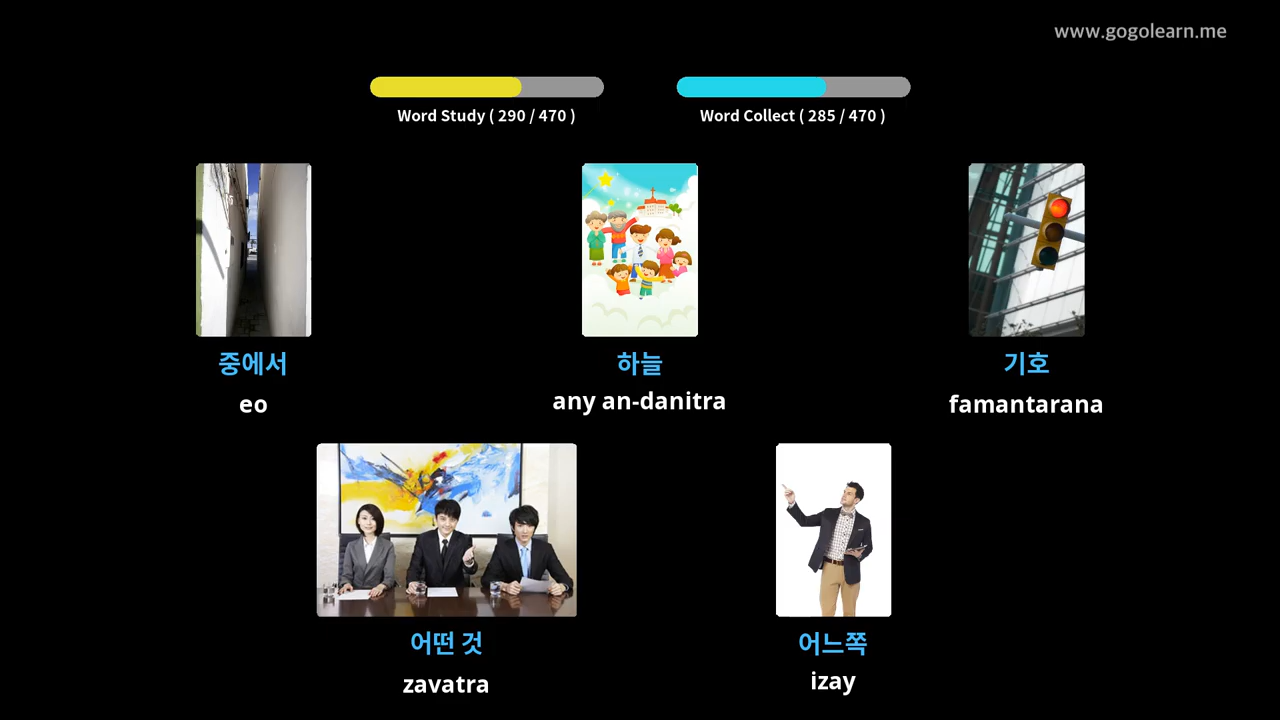 www.gogolearn.me
Word Study ( 290 / 470 )
Word Collect ( 285 / 470 )
중에서
eo
하늘
any an-danitra
기호
famantarana
어떤 것
zavatra
어느쪽
izay